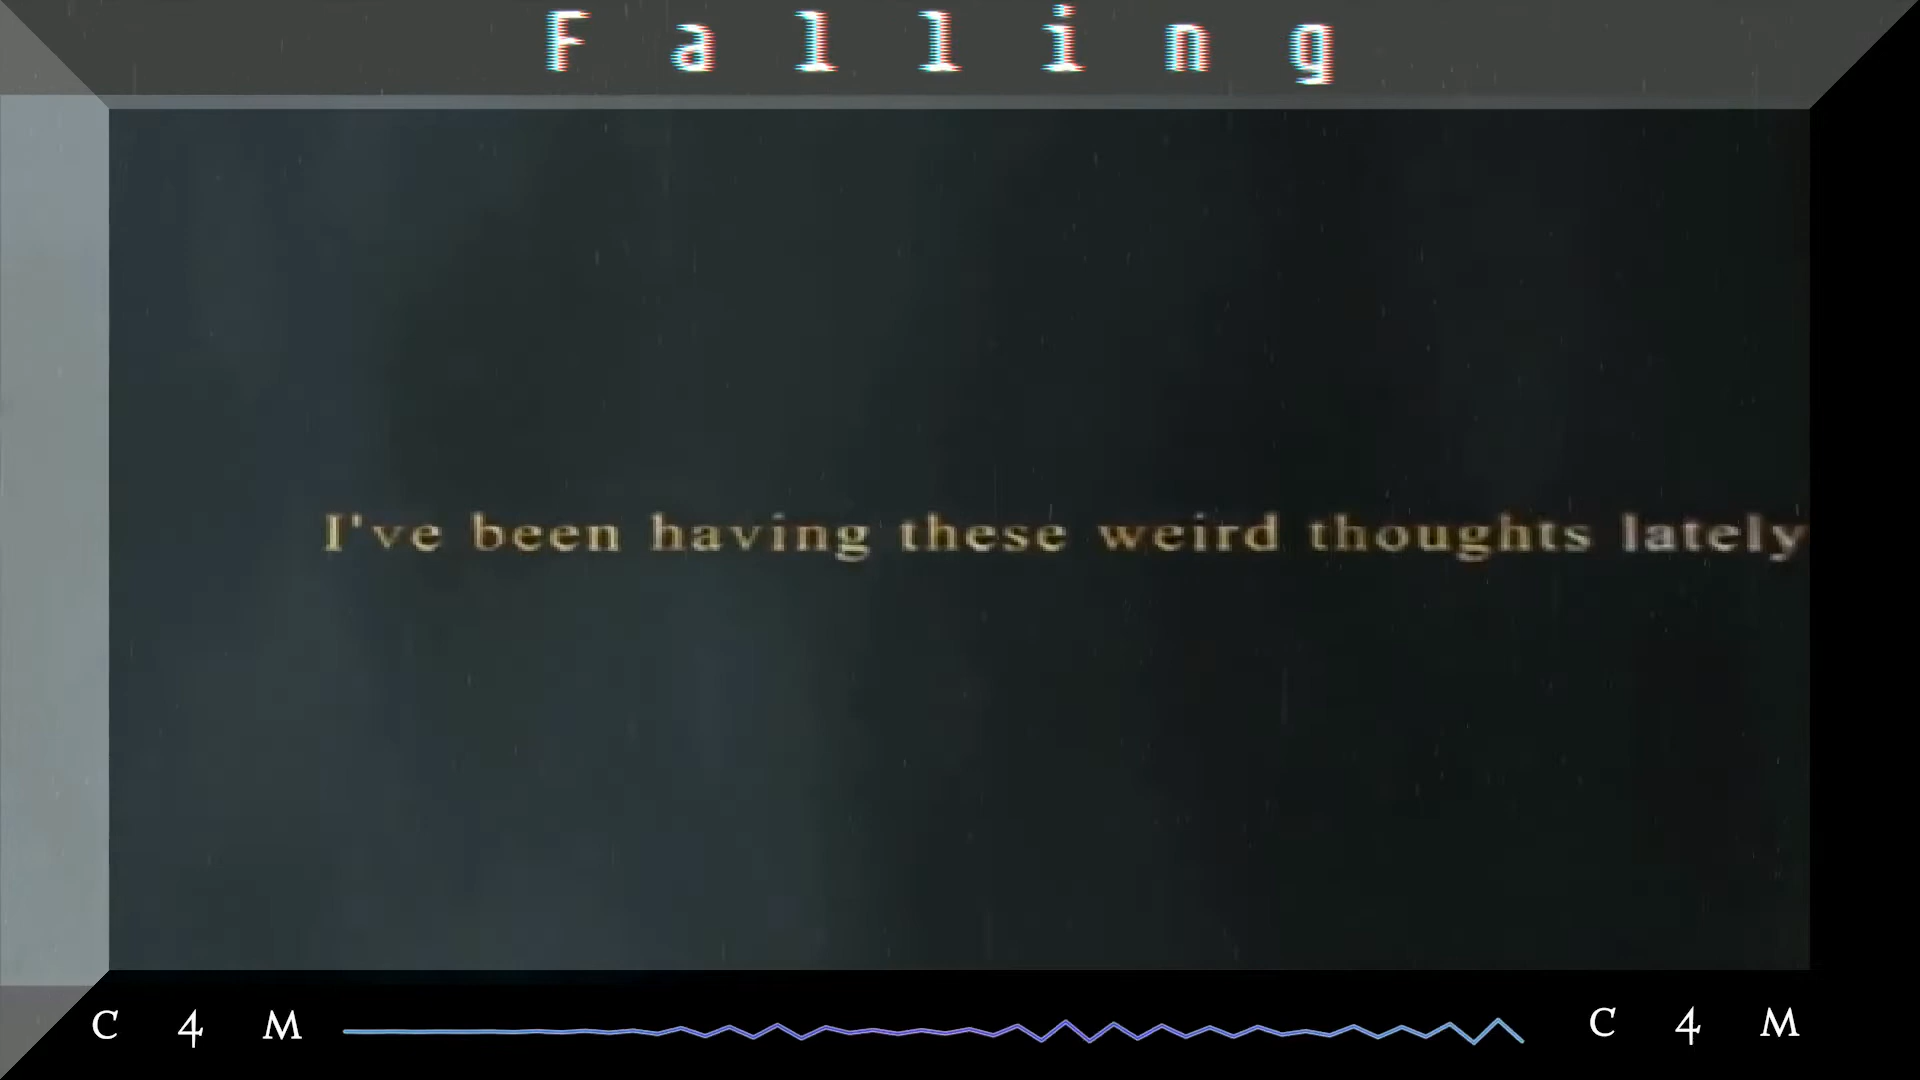 F a l l i n g
I've been having these weird thoughts lately
C 4 M C 4 M